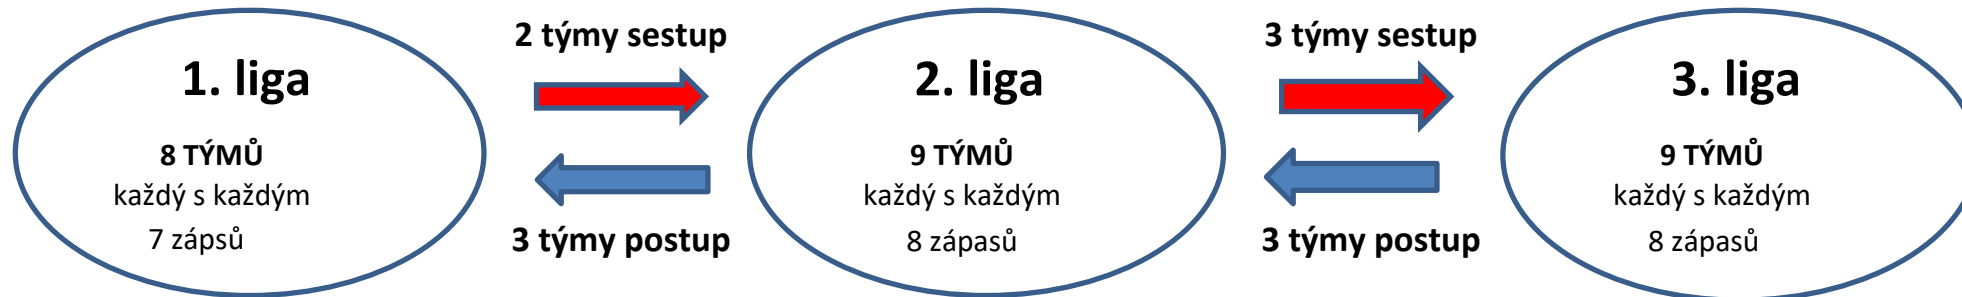 1. liga
8 TÝMŮ
každý s každým
7 zápsů
2 týmy sestup
3 týmy postup
2. liga
9 TÝMŮ
každý s každým
8 zápasů
3 týmy sestup
3 týmy postup
3. liga
9 TÝMŮ
každý s každým
8 zápasů